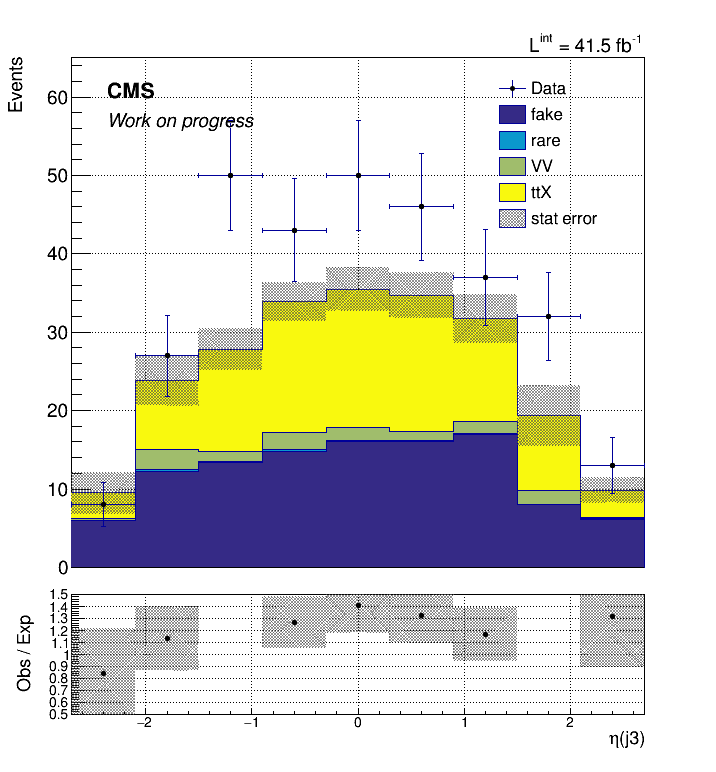 L^int = 41.5 fb^-1
Events
CMS
Work on progress
Data
fake
rare
VV
ttX
stat error
60
50
40
30
20
10
0
Obs / Exp
1.5
1.4
1.3
1.2
1.1
1
0.9
0.8
0.7
0.6
0.5
−2 −1 0 1 2
η(j3)